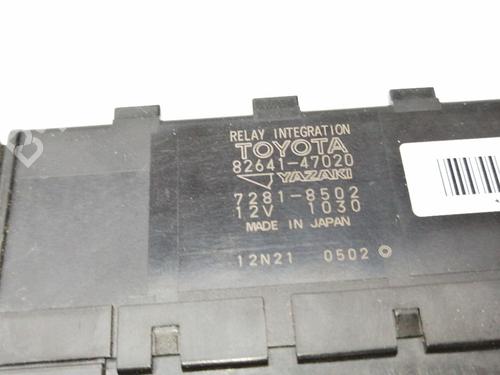 RELAY INTEGRATION
TOYOTA
82641-47020
YAZAKI
7281-8502
12V 1030
MADE IN JAPAN
12N21 0502